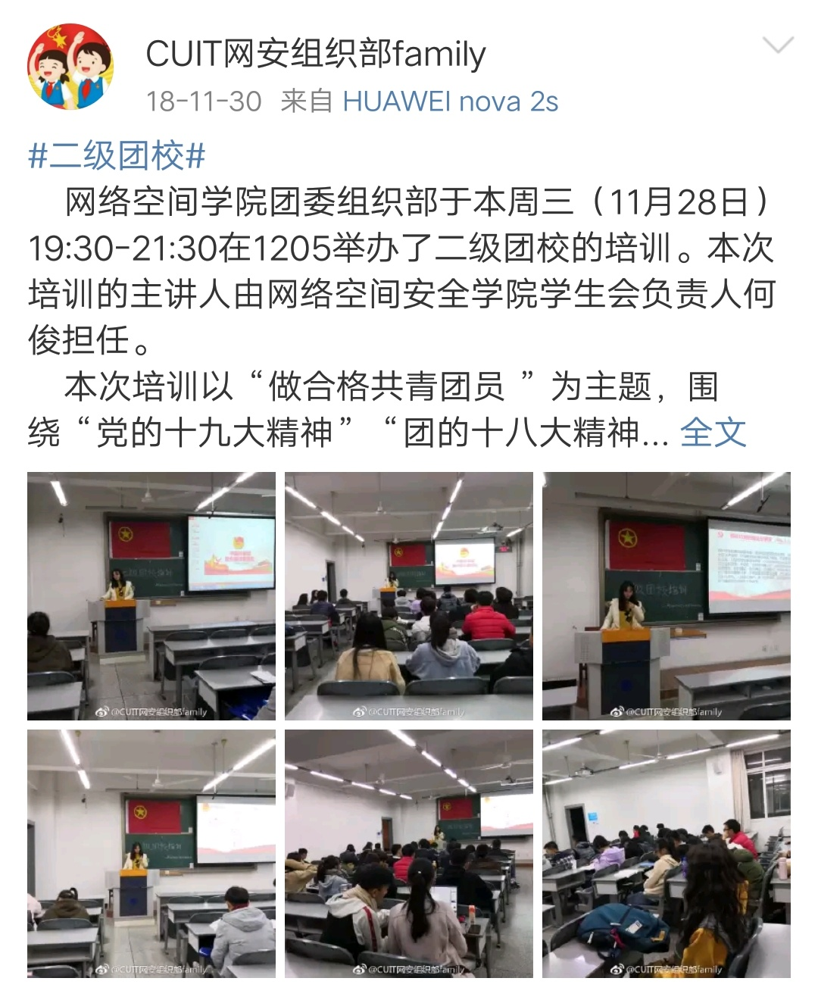 CUIT网安组织部family
18-11-30 来自 HUAWEI nova 2s
#二级团校#
网络空间学院团委组织部于本周三（11月28日）
19:30-21:30在1205举办了二级团校的培训。本次
培训的主讲人由网络空间安全学院学生会负责人何
俊担任。
本次培训以“做合格共青团员 ”为主题，围
绕“党的十九大精神”“团的十八大精神... 全文
@CUIT网安组织部family
@CUIT网安组织部family
@CUIT网安组织部family
@CUIT网安组织部family
@CUIT网安组织部family
@CUIT网安组织部family